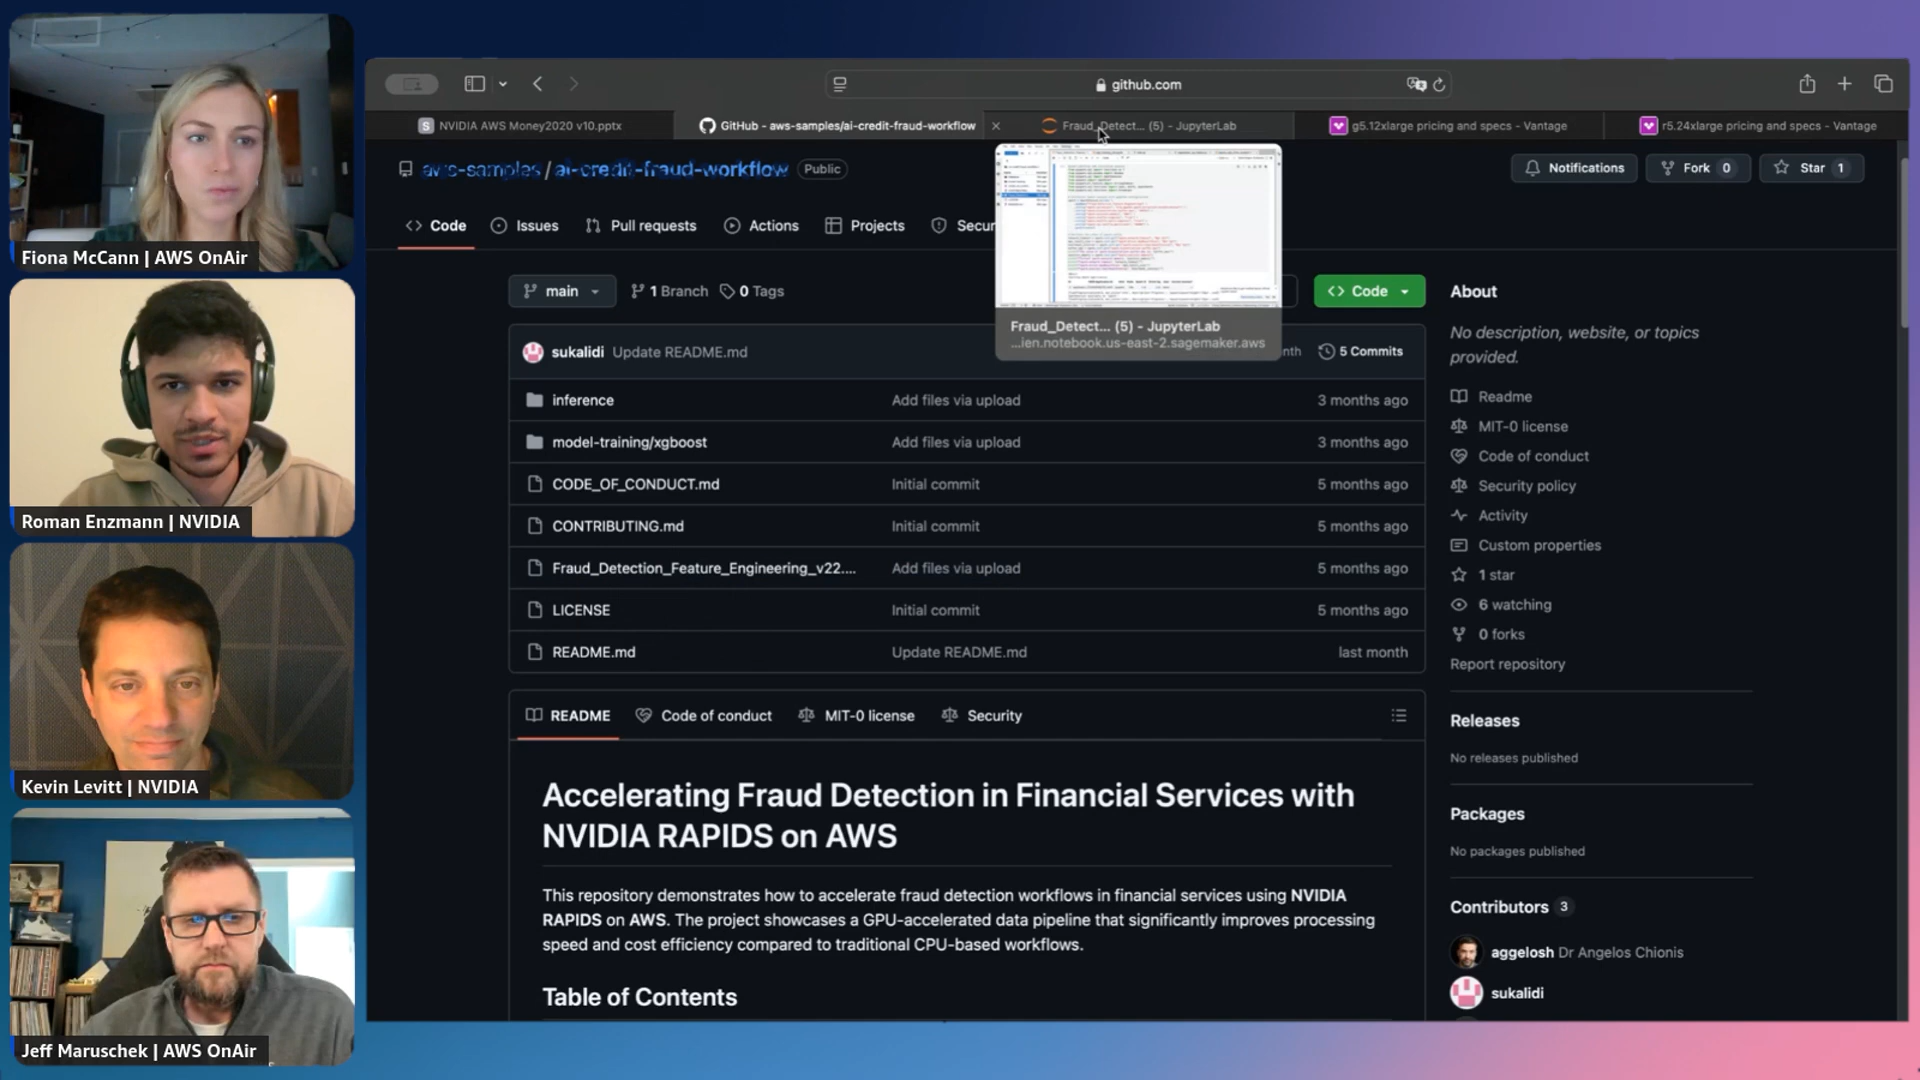 Fiona McCann | AWS OnAir
Roman Enzmann | NVIDIA
Kevin Levitt | NVIDIA
Jeff Maruschek | AWS OnAir
github.com
NVIDIA AWS Money2020 v10.pptx
GitHub - aws-samples/ai-credit-fraud-workflow
Fraud_Detect... (5) - JupyterLab
g5.12xlarge pricing and specs - Vantage
r5.24xlarge pricing and specs - Vantage
aws-samples / ai-credit-fraud-workflow Public
Notifications
Fork 0
Star 1
Code
Issues
Pull requests
Actions
Projects
Secur
Fraud_Detect... (5) - JupyterLab
...ien.notebook.us-east-2.sagemaker.aws
main
1 Branch
0 Tags
Code
sukalidi Update README.md
nth
5 Commits
inference Add files via upload 3 months ago
model-training/xgboost Add files via upload 3 months ago
CODE_OF_CONDUCT.md Initial commit 5 months ago
CONTRIBUTING.md Initial commit 5 months ago
Fraud_Detection_Feature_Engineering_v22.... Add files via upload 5 months ago
LICENSE Initial commit 5 months ago
README.md Update README.md last month
README
Code of conduct
MIT-0 license
Security
Accelerating Fraud Detection in Financial Services with
NVIDIA RAPIDS on AWS
This repository demonstrates how to accelerate fraud detection workflows in financial services using NVIDIA
RAPIDS on AWS. The project showcases a GPU-accelerated data pipeline that significantly improves processing
speed and cost efficiency compared to traditional CPU-based workflows.
Table of Contents
About
No description, website, or topics
provided.
Readme
MIT-0 license
Code of conduct
Security policy
Activity
Custom properties
1 star
6 watching
0 forks
Report repository
Releases
No releases published
Packages
No packages published
Contributors 3
aggelosh Dr Angelos Chionis
sukalidi